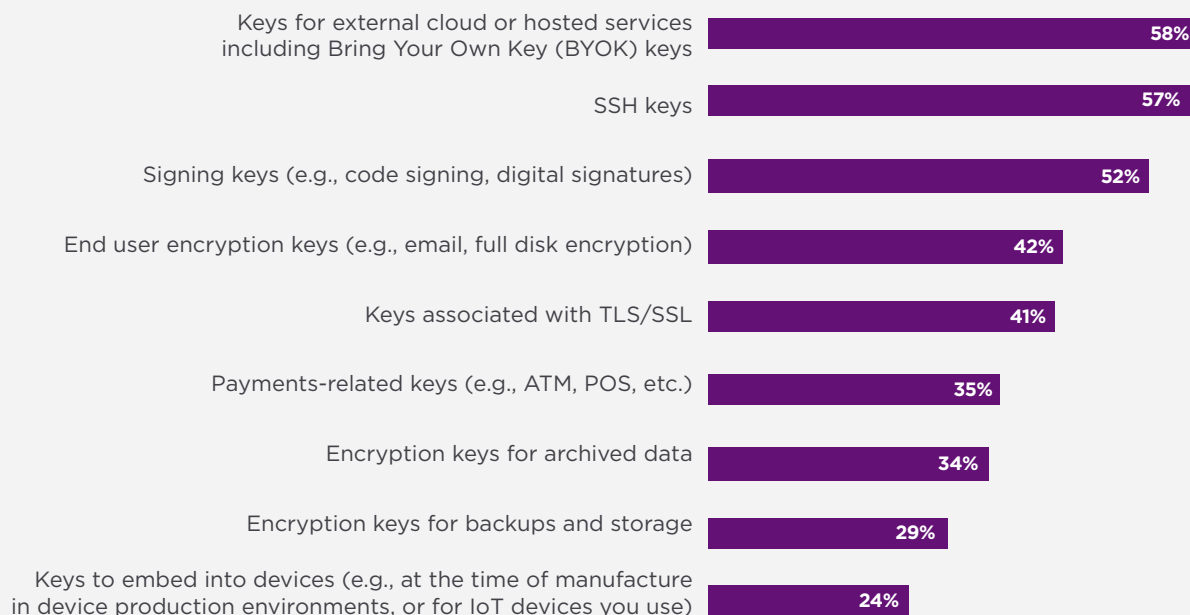 Keys for external cloud or hosted services
including Bring Your Own Key (BYOK) keys
58%
SSH keys
57%
Signing keys (e.g., code signing, digital signatures)
52%
End user encryption keys (e.g., email, full disk encryption)
42%
Keys associated with TLS/SSL
41%
Payments-related keys (e.g., ATM, POS, etc.)
35%
Encryption keys for archived data
34%
Encryption keys for backups and storage
29%
Keys to embed into devices (e.g., at the time of manufacture
in device production environments, or for IoT devices you use)
24%